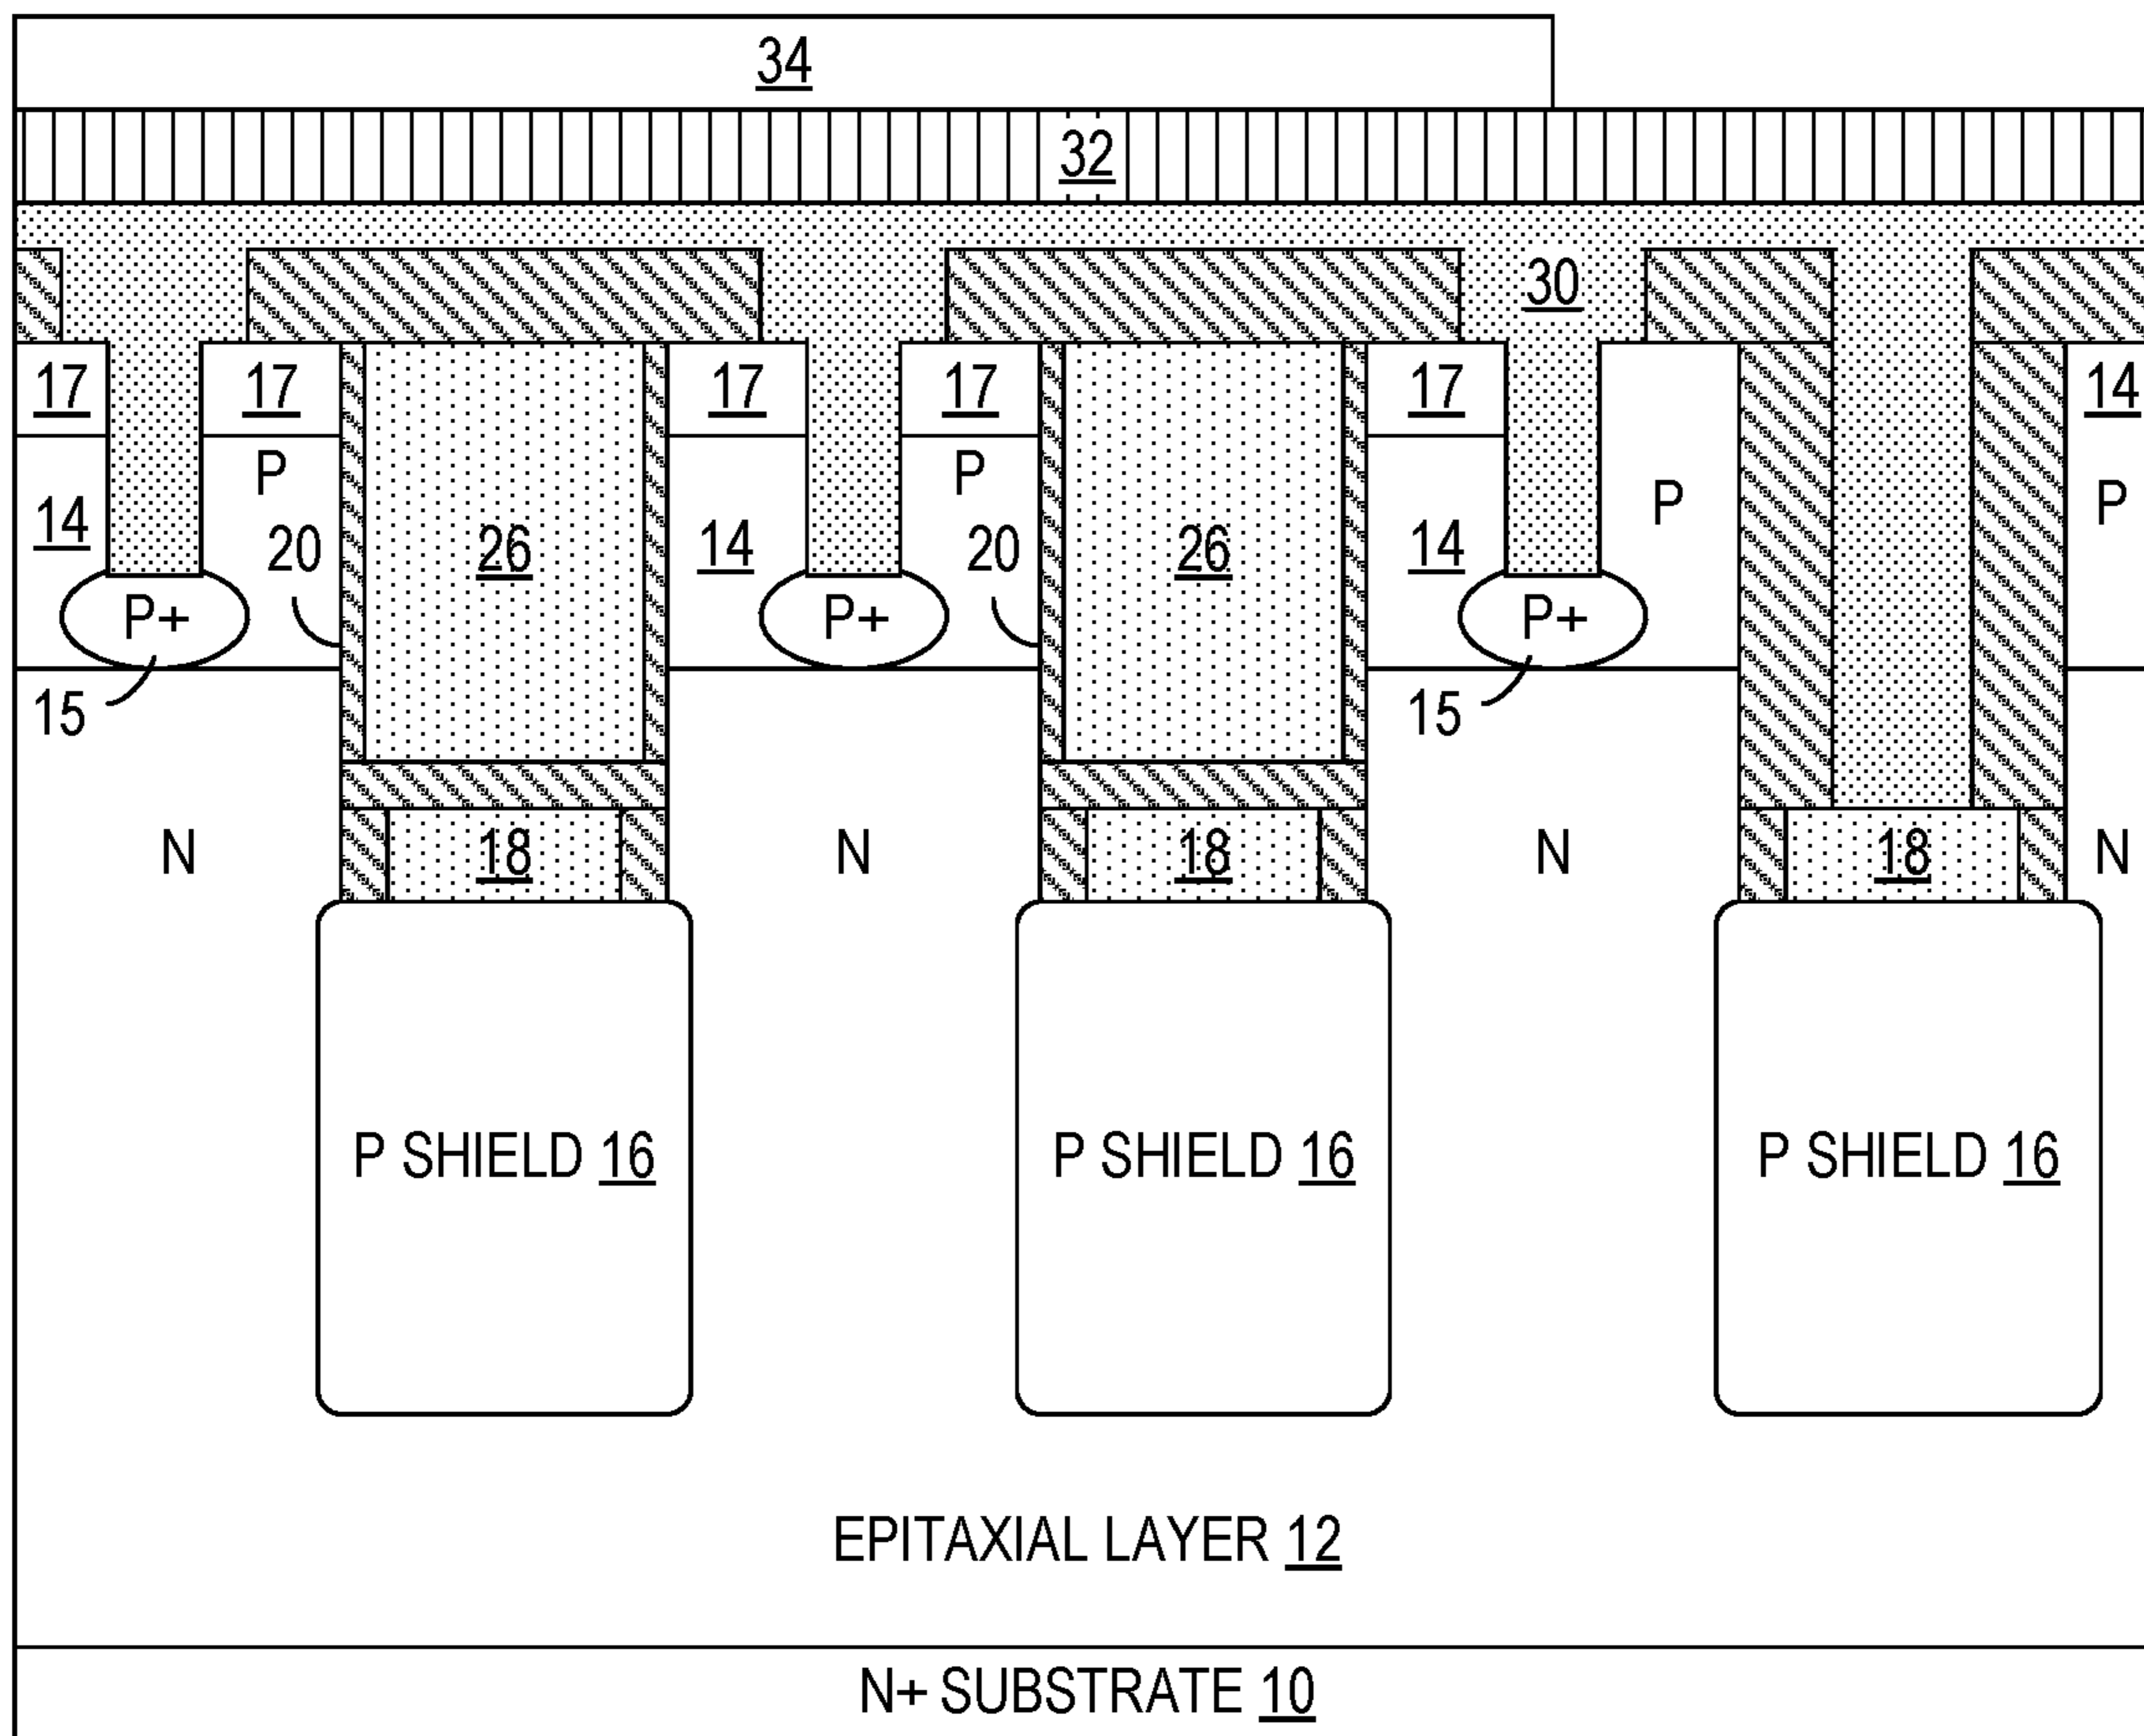 34
32
30
17 17 17 17 17 14
P P
14 20 26 14 20 26 14 P P
P+ P+ P+
15 15
N 18 N 18 N 18 N
P SHIELD 16 P SHIELD 16 P SHIELD 16
EPITAXIAL LAYER 12
N+ SUBSTRATE 10